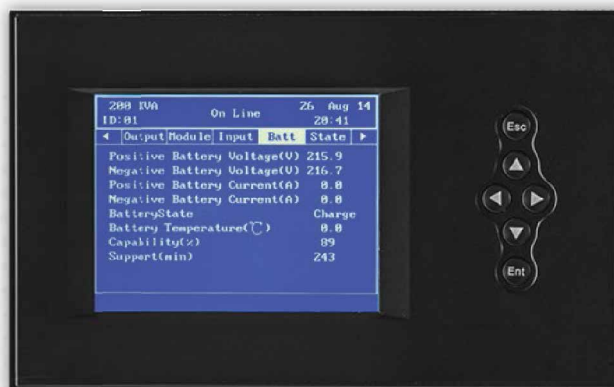 200 KVA On Line 26 Aug 14
ID:01 20:41
◄ Output Module Input Batt State ►
Positive Battery Voltage(V) 215.9
Negative Battery Voltage(V) 216.7
Positive Battery Current(A) 0.0
Negative Battery Current(A) 0.0
BatteryState Charge
Battery Temperature(℃) 0.0
Capability(%) 89
Support(min) 243
Esc
Ent